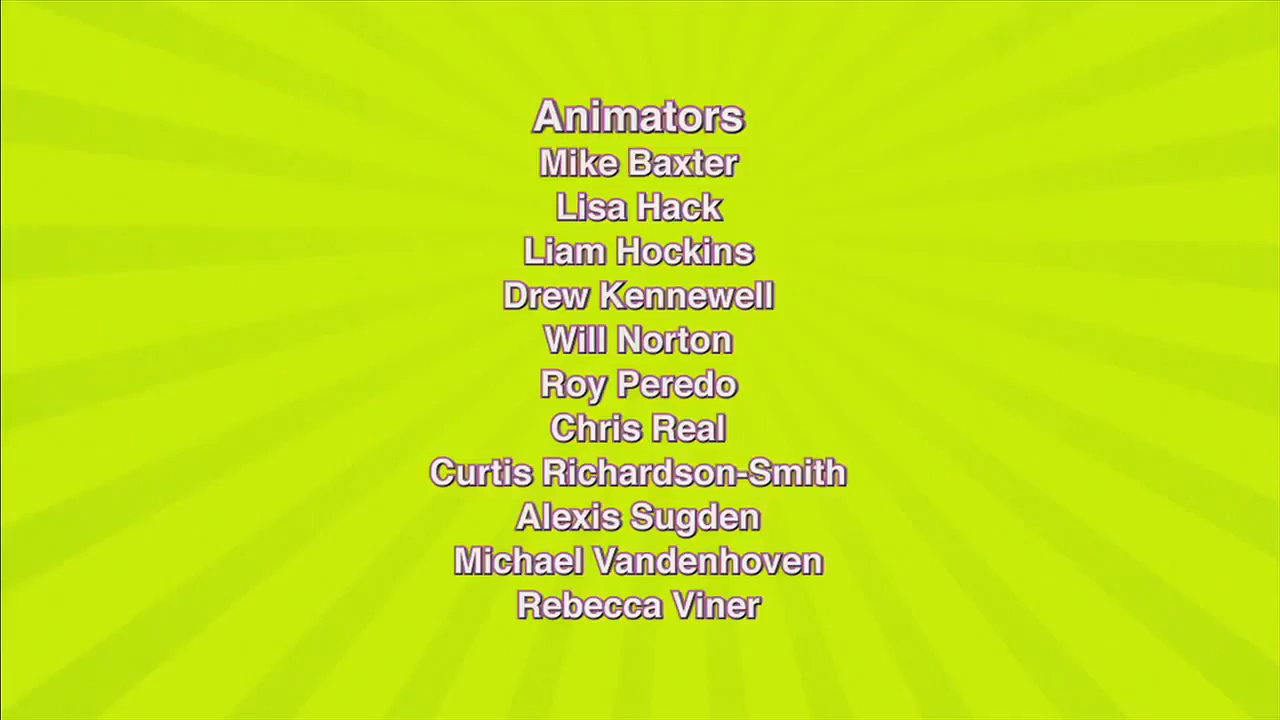 Animators
Mike Baxter
Lisa Hack
Liam Hockins
Drew Kennewell
Will Norton
Roy Peredo
Chris Real
Curtis Richardson-Smith
Alexis Sugden
Michael Vandenhoven
Rebecca Viner